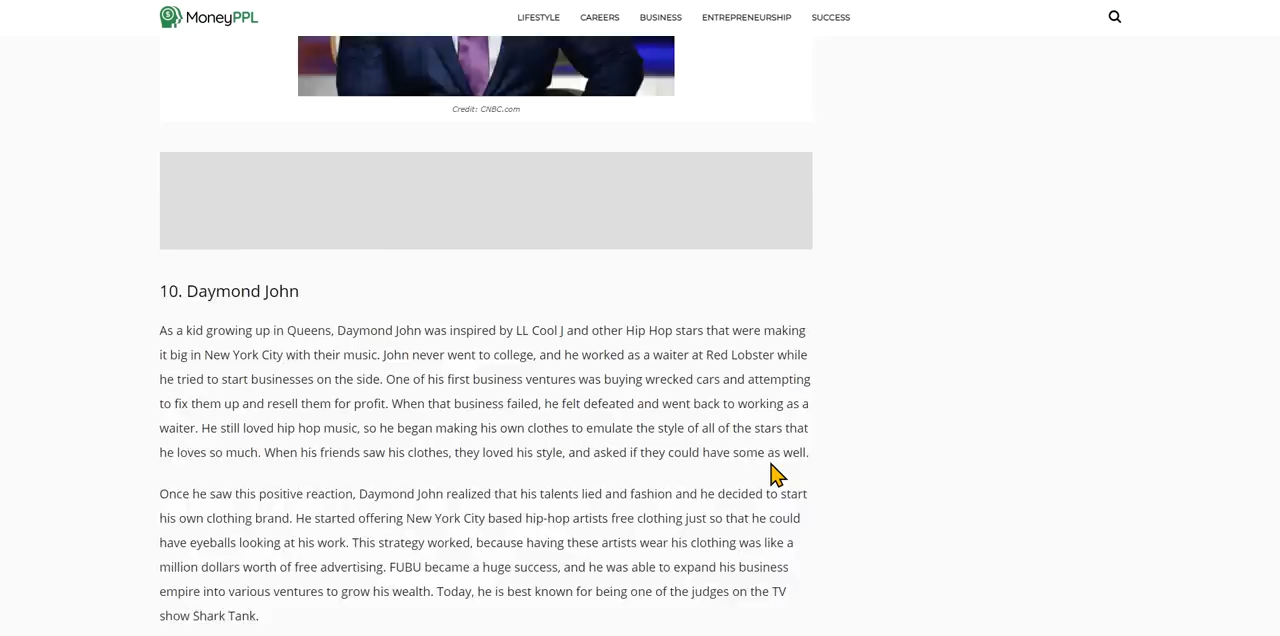 MoneyPPL
LIFESTYLE CAREERS BUSINESS ENTREPRENEURSHIP SUCCESS
Credit: CNBC.com
10. Daymond John
As a kid growing up in Queens, Daymond John was inspired by LL Cool J and other Hip Hop stars that were making
it big in New York City with their music. John never went to college, and he worked as a waiter at Red Lobster while
he tried to start businesses on the side. One of his first business ventures was buying wrecked cars and attempting
to fix them up and resell them for profit. When that business failed, he felt defeated and went back to working as a
waiter. He still loved hip hop music, so he began making his own clothes to emulate the style of all of the stars that
he loves so much. When his friends saw his clothes, they loved his style, and asked if they could have some as well.
Once he saw this positive reaction, Daymond John realized that his talents lied and fashion and he decided to start
his own clothing brand. He started offering New York City based hip-hop artists free clothing just so that he could
have eyeballs looking at his work. This strategy worked, because having these artists wear his clothing was like a
million dollars worth of free advertising. FUBU became a huge success, and he was able to expand his business
empire into various ventures to grow his wealth. Today, he is best known for being one of the judges on the TV
show Shark Tank.